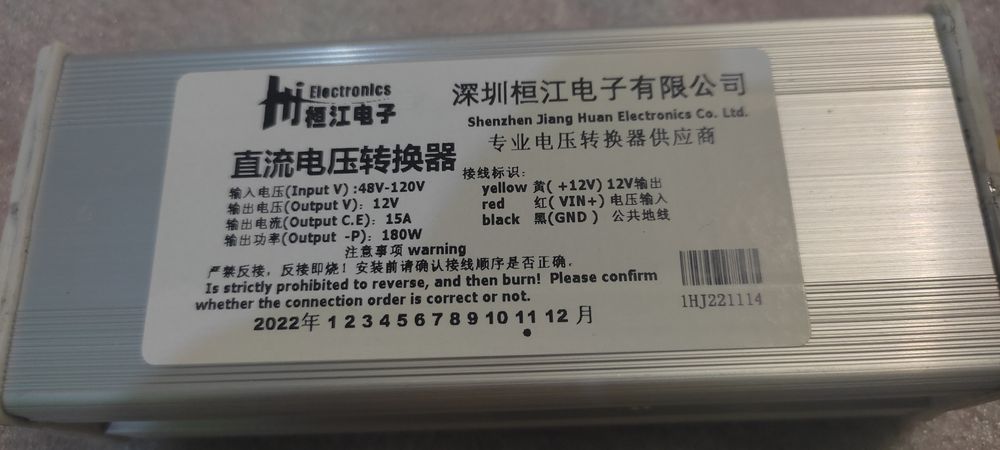 Hj Electronics
桓江电子
深圳桓江电子有限公司
Shenzhen Jiang Huan Electronics Co. Ltd.
专业电压转换器供应商
直流电压转换器
输入电压(Input V) :48V-120V
输出电压(Output V): 12V
输出电流(Output C.E): 15A
输出功率(Output -P): 180W
接线标识:
yellow 黄( +12V) 12V输出
red 红( VIN+) 电压输入
black 黑(GND ) 公共地线
注意事项 warning
严禁反接，反接即烧！安装前请确认接线顺序是否正确.
Is strictly prohibited to reverse, and then burn! Please confirm
whether the connection order is correct or not.
1HJ221114
2022年 1 2 3 4 5 6 7 8 9 10 11 12 月